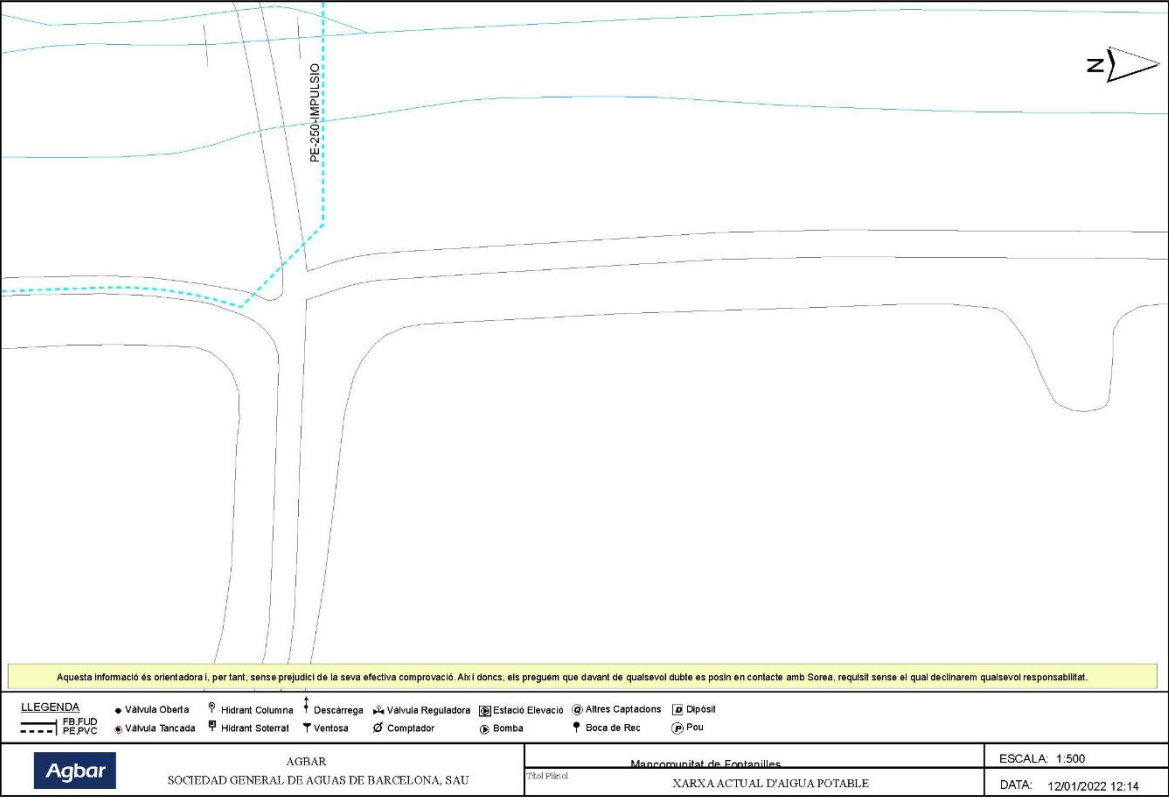 N
PE-250-IMPULSIO
Aquesta informació és orientadora i, per tant, sense prejudici de la seva efectiva comprovació. Així doncs, els preguem que davant de qualsevol dubte es posin en contacte amb Sorea, requisit sense el qual declinarem qualsevol responsabilitat.
LLEGENDA
FB,FUD
PE,PVC
Vàlvula Oberta
Vàlvula Tancada
Hidrant Columna
Hidrant Soterrat
Descàrrega
Ventosa
Vàlvula Reguladora
Comptador
Estació Elevació
Bomba
Altres Captacions
Boca de Rec
D Dipòsit
P Pou
Agbar
AGBAR
SOCIEDAD GENERAL DE AGUAS DE BARCELONA, SAU
Mancomunitat de Fontanilles
Títol Plànol
XARXA ACTUAL D'AIGUA POTABLE
ESCALA: 1:500
DATA: 12/01/2022 12:14